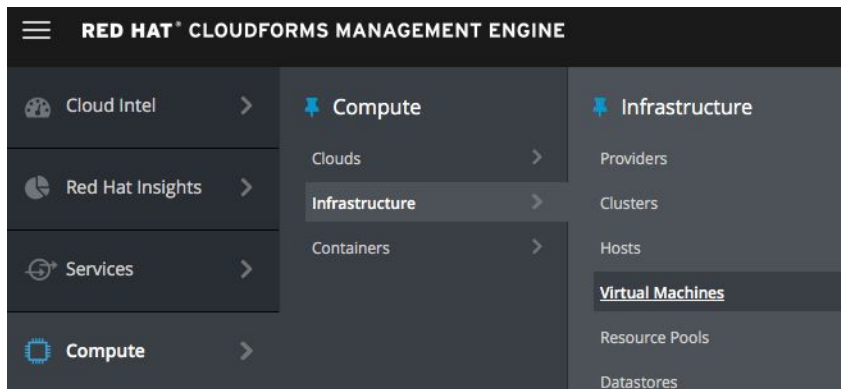 RED HAT® CLOUDFORMS MANAGEMENT ENGINE
Cloud Intel
Red Hat Insights
Services
Compute
Compute
Clouds
Infrastructure
Containers
Infrastructure
Providers
Clusters
Hosts
Virtual Machines
Resource Pools
Datastores